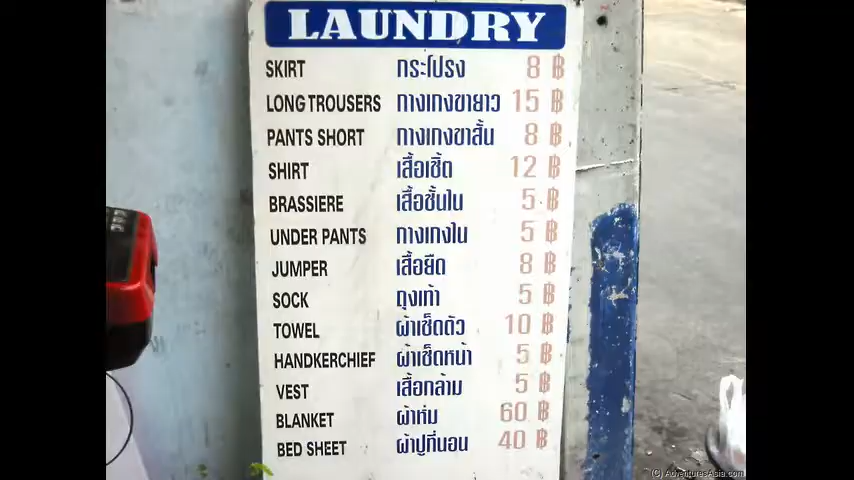 LAUNDRY
SKIRT กระโปรง 8 ฿
LONG TROUSERS กางเกงขายาว 15 ฿
PANTS SHORT กางเกงขาสั้น 8 ฿
SHIRT เสื้อเชิ้ต 12 ฿
BRASSIERE เสื้อชั้นใน 5 ฿
UNDER PANTS กางเกงใน 5 ฿
JUMPER เสื้อยืด 8 ฿
SOCK ถุงเท้า 5 ฿
TOWEL ผ้าเช็ดตัว 10 ฿
HANDKERCHIEF ผ้าเช็ดหน้า 5 ฿
VEST เสื้อกล้าม 5 ฿
BLANKET ผ้าห่ม 60 ฿
BED SHEET ผ้าปูที่นอน 40 ฿
(C) AdventuresAsia.com